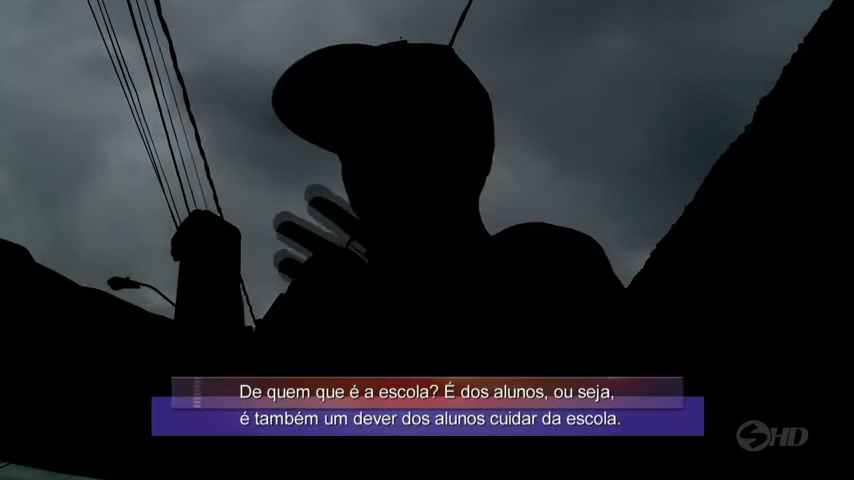 De quem que é a escola? É dos alunos, ou seja,
é também um dever dos alunos cuidar da escola.
HD